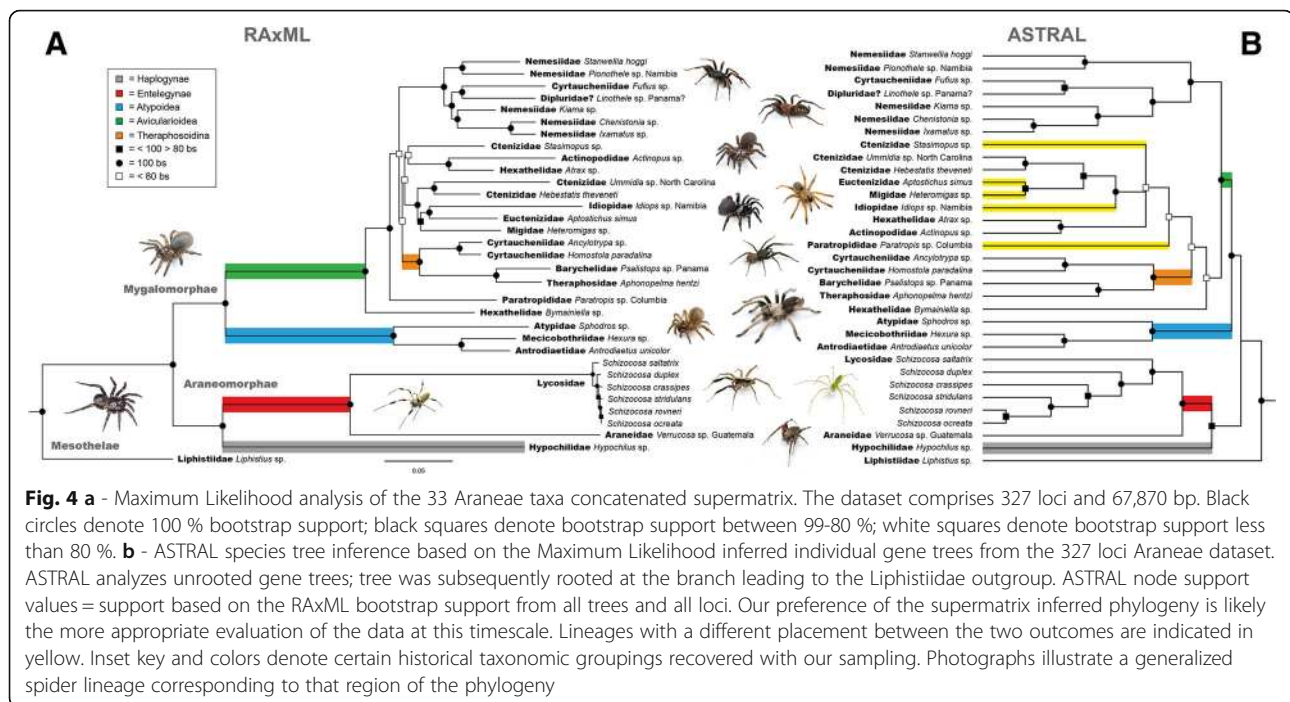 A
RAxML
ASTRAL
B
= Haplogynae
= Entelegynae
= Atypoidea
= Avicularioidea
= Theraphosoidina
= < 100 > 80 bs
= 100 bs
= < 80 bs
Nemesiidae Stanwellia hoggi
Nemesiidae Pionothele sp. Namibia
Cyrtaucheniidae Fufius sp.
Dipluridae? Linothele sp. Panama?
Nemesiidae Kiama sp.
Nemesiidae Chenistonia sp.
Nemesiidae Ixamatus sp.
Ctenizidae Stasimopus sp.
Actinopodidae Actinopus sp.
Hexathelidae Atrax sp.
Ctenizidae Ummidia sp. North Carolina
Ctenizidae Hebestatis theveneti
Idiopidae Idiops sp. Namibia
Euctenizidae Aptostichus simus
Migidae Heteromigas sp.
Cyrtaucheniidae Ancylotrypa sp.
Cyrtaucheniidae Homostola paradalina
Barychelidae Psalistops sp. Panama
Theraphosidae Aphonopelma hentzi
Paratropididae Paratropis sp. Columbia
Hexathelidae Bymainiella sp.
Atypidae Sphodros sp.
Mecicobothriidae Hexura sp.
Antrodiaetidae Antrodiaetus unicolor
Schizocosa saltatrix
Schizocosa duplex
Schizocosa crassipes
Lycosidae
Schizocosa stridulans
Schizocosa rovneri
Schizocosa ocreata
Araneidae Verrucosa sp. Guatemala
Hypochilidae Hypochilus sp.
Liphistiidae Liphistius sp.
Mygalomorphae
Araneomorphae
Mesothelae
0.05
Nemesiidae Stanwellia hoggi
Nemesiidae Pionothele sp. Namibia
Cyrtaucheniidae Fufius sp.
Dipluridae? Linothele sp. Panama?
Nemesiidae Kiama sp.
Nemesiidae Chenistonia sp.
Nemesiidae Ixamatus sp.
Ctenizidae Stasimopus sp.
Ctenizidae Ummidia sp. North Carolina
Ctenizidae Hebestatis theveneti
Euctenizidae Aptostichus simus
Migidae Heteromigas sp.
Idiopidae Idiops sp. Namibia
Hexathelidae Atrax sp.
Actinopodidae Actinopus sp.
Paratropididae Paratropis sp. Columbia
Cyrtaucheniidae Ancylotrypa sp.
Cyrtaucheniidae Homostola paradalina
Barychelidae Psalistops sp. Panama
Theraphosidae Aphonopelma hentzi
Hexathelidae Bymainiella sp.
Atypidae Sphodros sp.
Mecicobothriidae Hexura sp.
Antrodiaetidae Antrodiaetus unicolor
Lycosidae Schizocosa saltatrix
Schizocosa duplex
Schizocosa crassipes
Schizocosa stridulans
Schizocosa rovneri
Schizocosa ocreata
Araneidae Verrucosa sp. Guatemala
Hypochilidae Hypochilus sp.
Liphistiidae Liphistius sp.
Fig. 4 a - Maximum Likelihood analysis of the 33 Araneae taxa concatenated supermatrix. The dataset comprises 327 loci and 67,870 bp. Black
circles denote 100 % bootstrap support; black squares denote bootstrap support between 99-80 %; white squares denote bootstrap support less
than 80 %. b - ASTRAL species tree inference based on the Maximum Likelihood inferred individual gene trees from the 327 loci Araneae dataset.
ASTRAL analyzes unrooted gene trees; tree was subsequently rooted at the branch leading to the Liphistiidae outgroup. ASTRAL node support
values = support based on the RAxML bootstrap support from all trees and all loci. Our preference of the supermatrix inferred phylogeny is likely
the more appropriate evaluation of the data at this timescale. Lineages with a different placement between the two outcomes are indicated in
yellow. Inset key and colors denote certain historical taxonomic groupings recovered with our sampling. Photographs illustrate a generalized
spider lineage corresponding to that region of the phylogeny